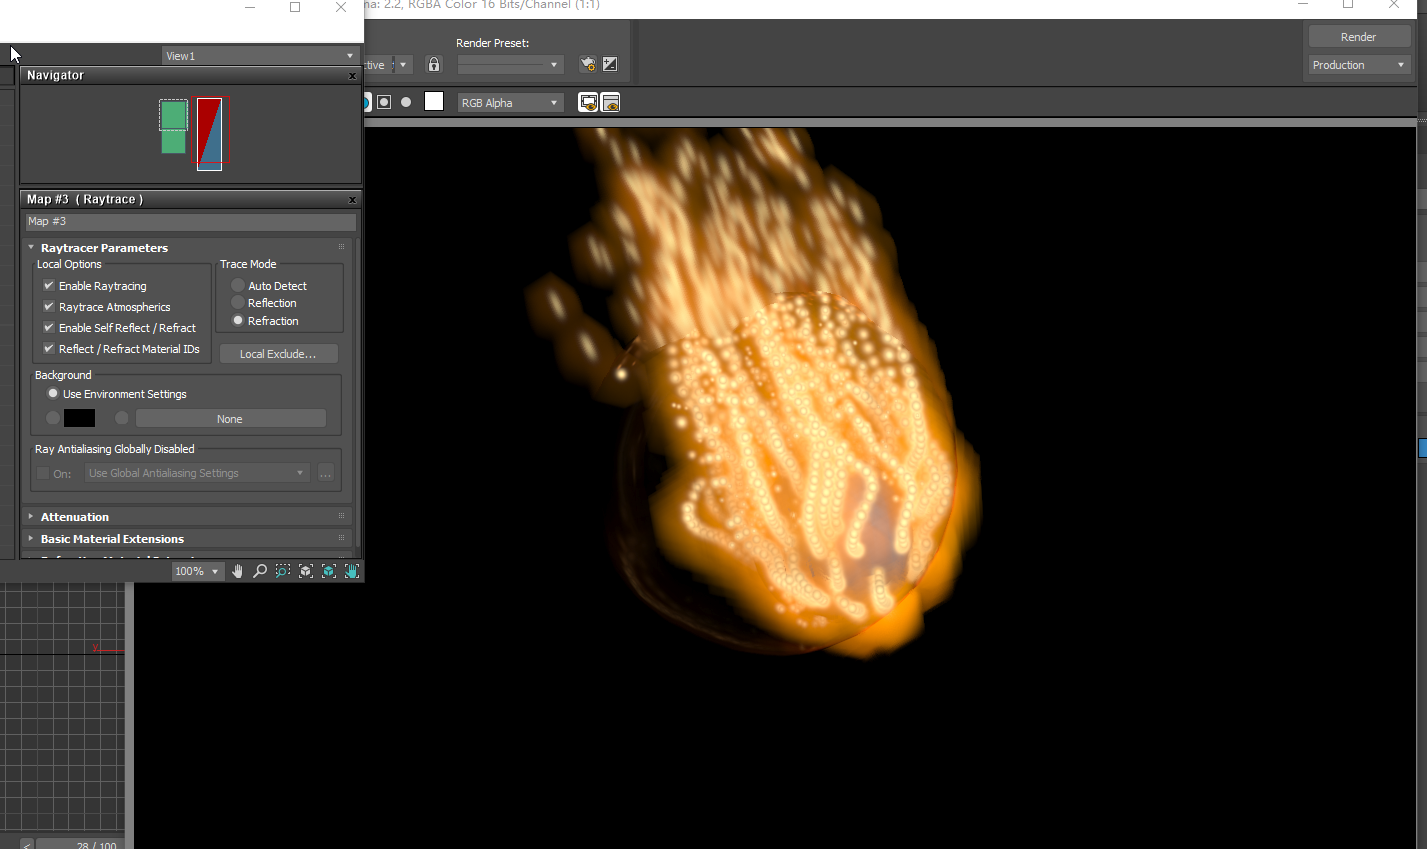 ma: 2.2, RGBA Color 16 Bits/Channel (1:1)
View1
Render Preset:
ctive
Render
Production
Navigator
RGB Alpha
Map #3 ( Raytrace )
Map #3
Raytracer Parameters
Local Options
Trace Mode
Enable Raytracing
Auto Detect
Raytrace Atmospherics
Reflection
Enable Self Reflect / Refract
Refraction
Reflect / Refract Material IDs
Local Exclude...
Background
Use Environment Settings
None
Ray Antialiasing Globally Disabled
On:
Use Global Antialiasing Settings
...
Attenuation
Basic Material Extensions
100%
y
<
28 / 100